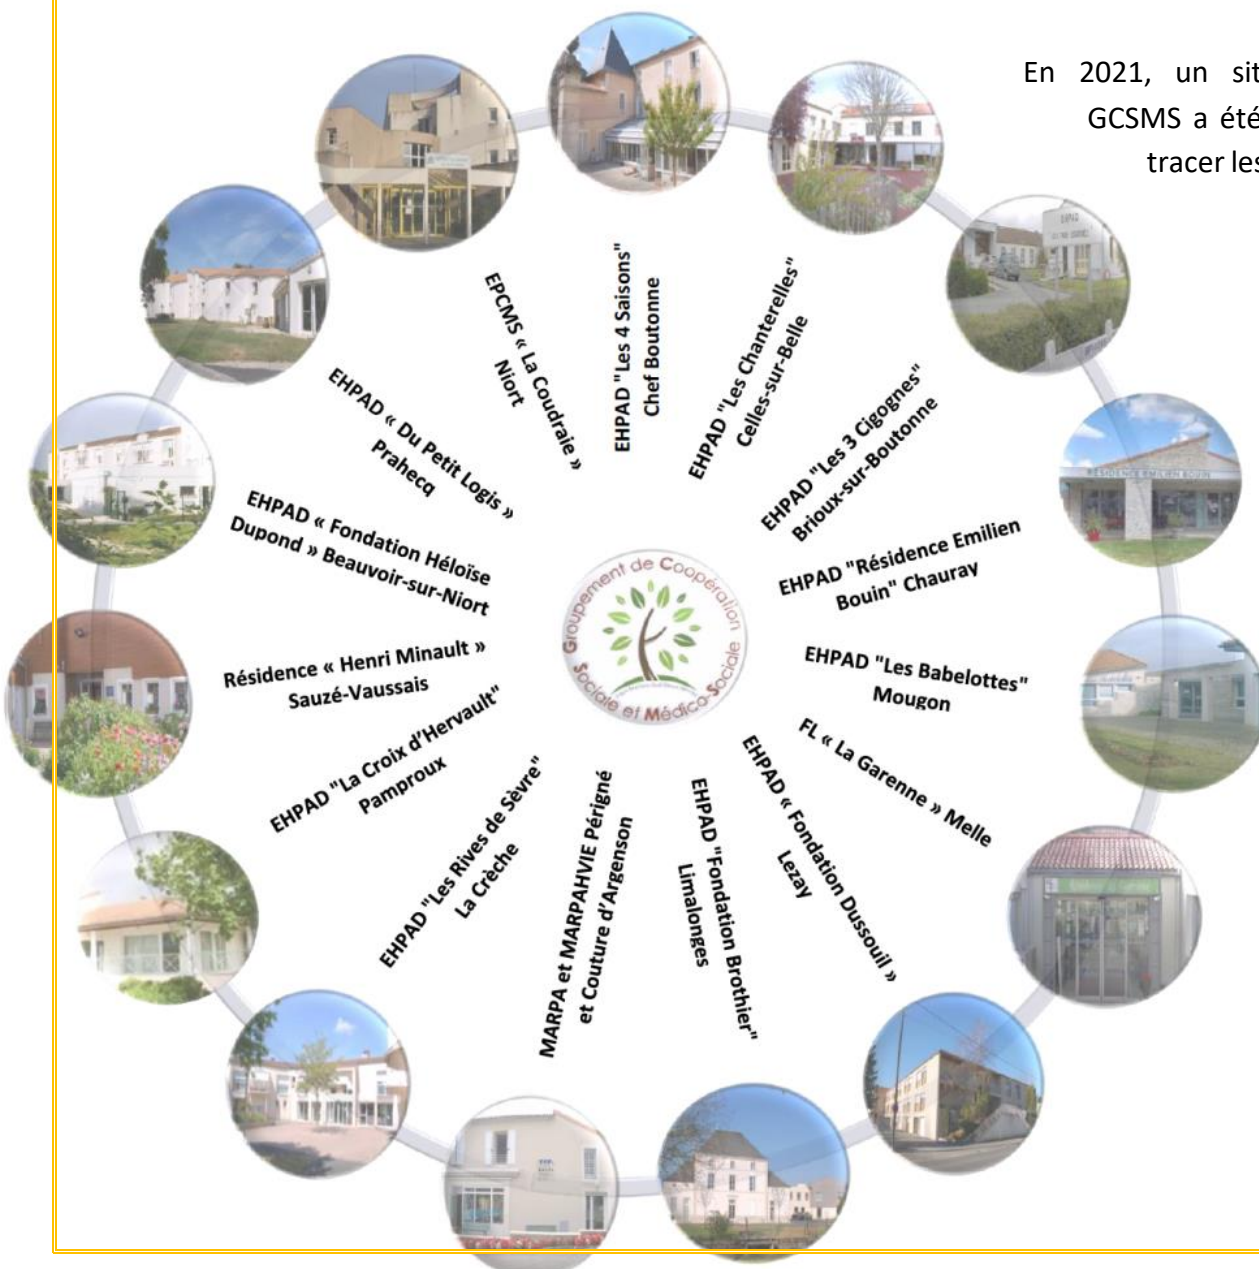 En 2021, un sit
GCSMS a été
tracer les
EHPAD "Les 4 Saisons"
Chef Boutonne
EHPAD "Les Chanterelles"
Celles-sur-Belle
EHPAD "Les 3 Cigognes"
Brioux-sur-Boutonne
EHPAD "Résidence Emilien
Bouin" Chauray
EHPAD "Les Babelottes"
Mougon
FL « La Garenne » Melle
EHPAD « Fondation Dussouil »
Lezay
EHPAD "Fondation Brothier"
Limalonges
MARPA et MARPAHVIE Périgné
et Couture d'Argenson
EHPAD "Les Rives de Sèvre"
La Crèche
EHPAD "La Croix d’Hervault"
Pamproux
Résidence « Henri Minault »
Sauzé-Vaussais
EHPAD « Fondation Héloïse
Dupond » Beauvoir-sur-Niort
EHPAD « Du Petit Logis »
Prahecq
EPCMS « La Coudraie »
Niort
Groupement de Coopération
Sociale et Médico-Sociale
RÉSIDENCE EMILIEN BOUIN